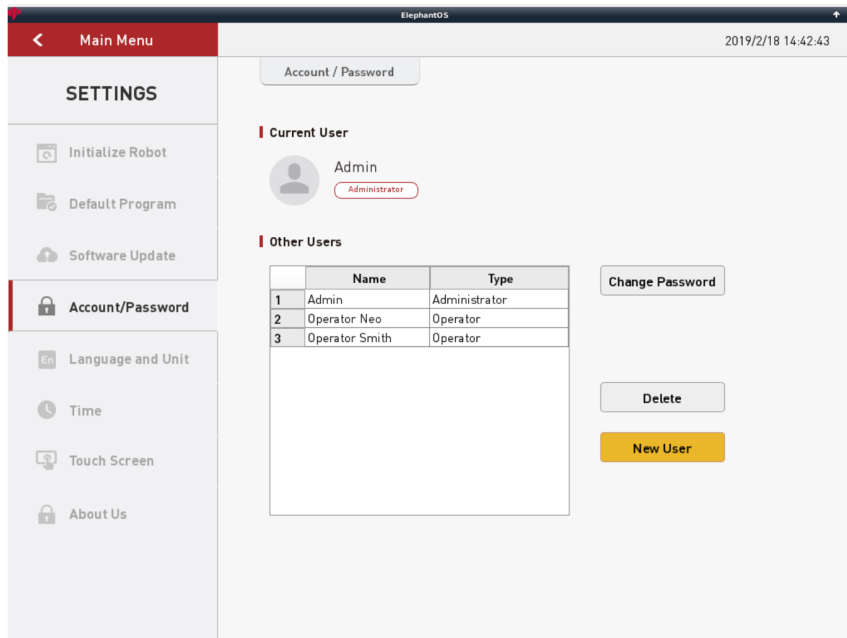 ElephantOS
Main Menu
2019/2/18 14:42:43
SETTINGS
Initialize Robot
Default Program
Software Update
Account/Password
En
Language and Unit
Time
Touch Screen
About Us
Account / Password
Current User
Admin
Administrator
Other Users
Name Type
1 Admin Administrator
2 Operator Neo Operator
3 Operator Smith Operator
Change Password
Delete
New User